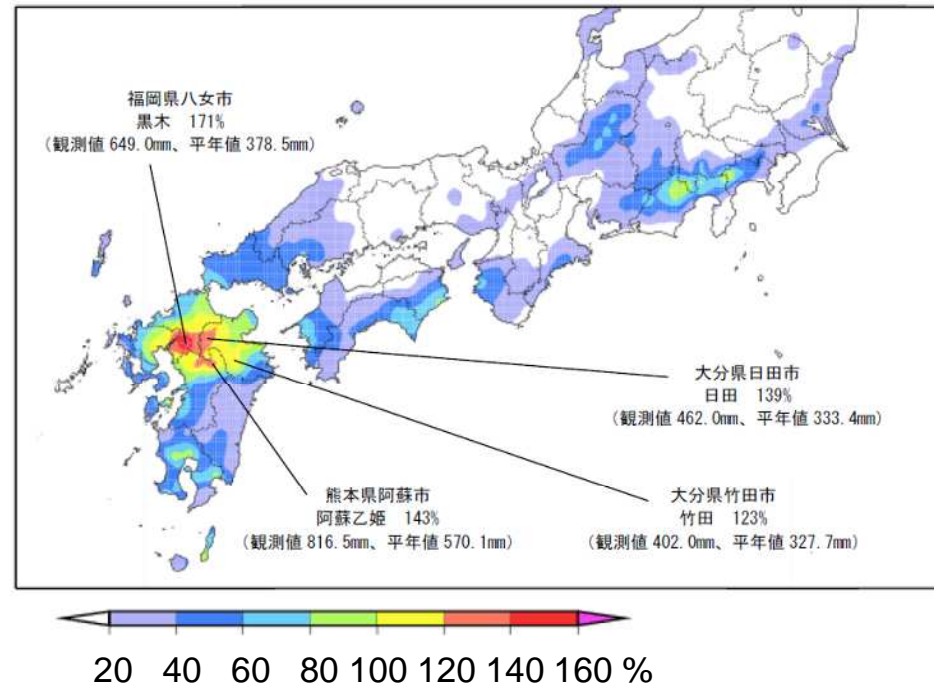 福岡県八女市
黒木 171%
(観測値 649.0mm、平年値 378.5mm)
大分県日田市
日田 139%
(観測値 462.0mm、平年値 333.4mm)
熊本県阿蘇市
阿蘇乙姫 143%
(観測値 816.5mm、平年値 570.1mm)
大分県竹田市
竹田 123%
(観測値 402.0mm、平年値 327.7mm)
20 40 60 80 100 120 140 160 %